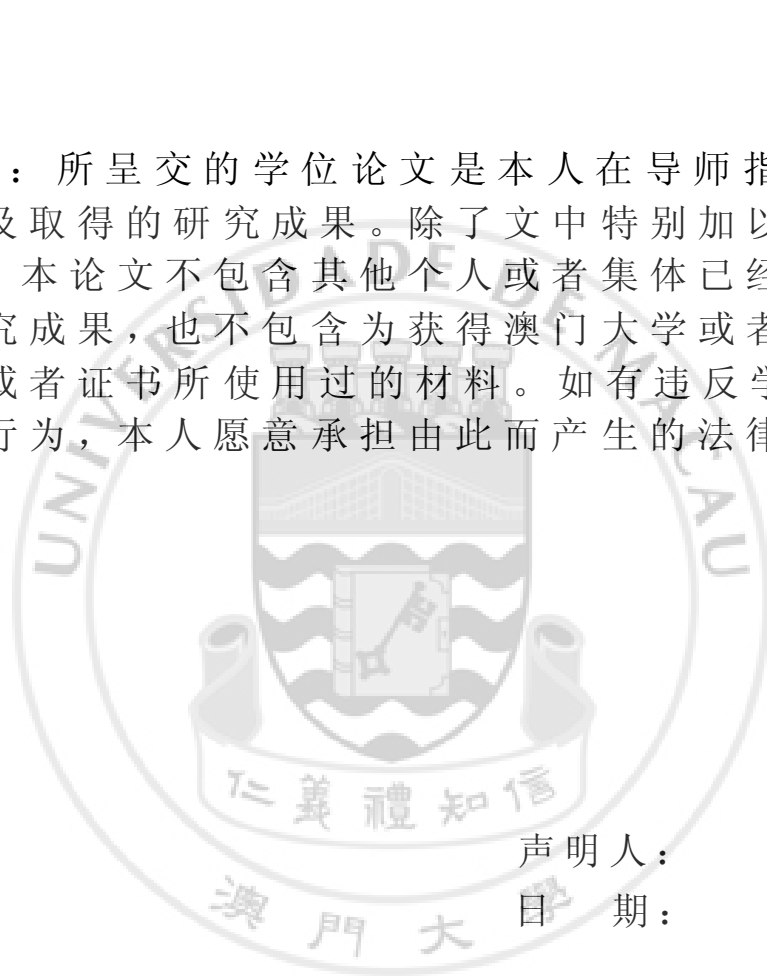 ：所呈交的学位论文是本人在导师指
及取得的研究成果。除了文中特别加以
本论文不包含其他个人或者集体已经
究成果，也不包含为获得澳门大学或者
或者证书所使用过的材料。如有违反学
行为，本人愿意承担由此而产生的法律
UNIVERSIDADE DE MACAU
仁義禮知信
声明人：
日 期：
澳門大學